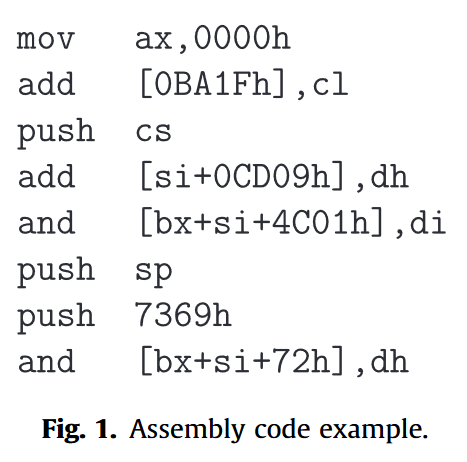 mov ax,0000h
add [0BA1Fh],cl
push cs
add [si+0CD09h],dh
and [bx+si+4C01h],di
push sp
push 7369h
and [bx+si+72h],dh
Fig. 1. Assembly code example.